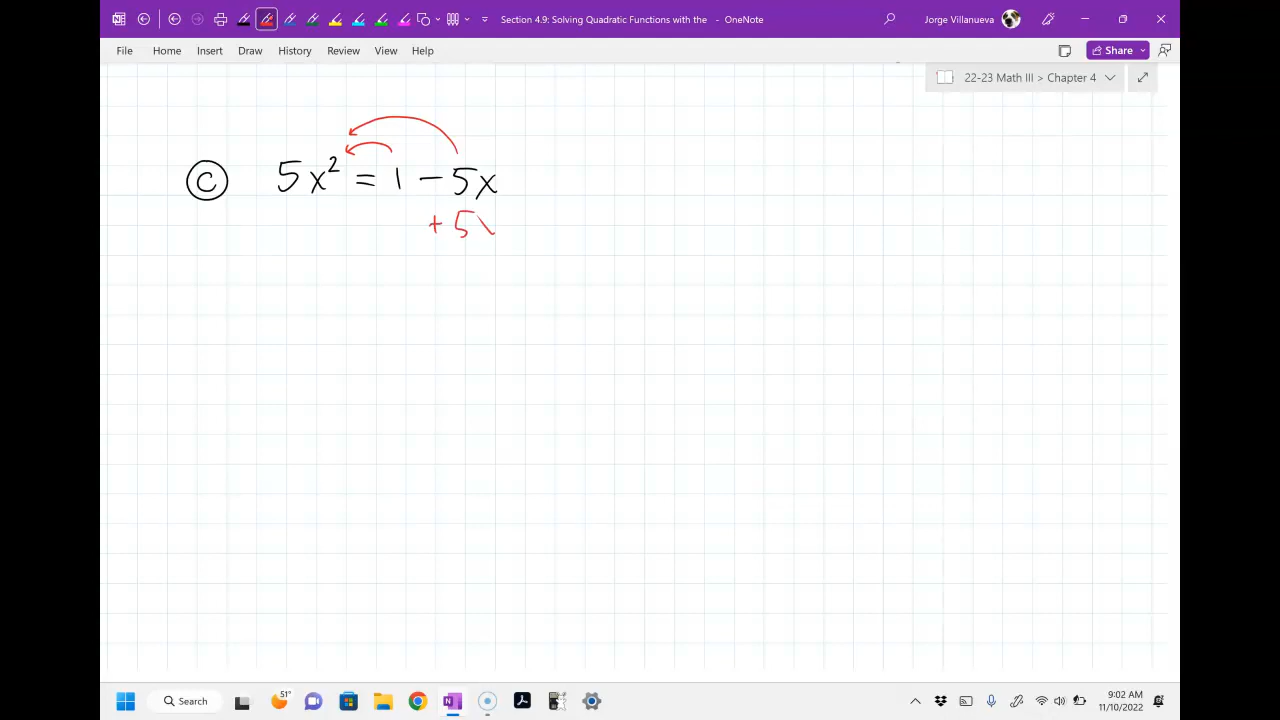 Section 4.9: Solving Quadratic Functions with the - OneNote
Jorge Villanueva
File Home Insert Draw History Review View Help
Share
22-23 Math III > Chapter 4
C 5x² = 1 - 5x
+ 5
51°
Search
9:02 AM
11/10/2022